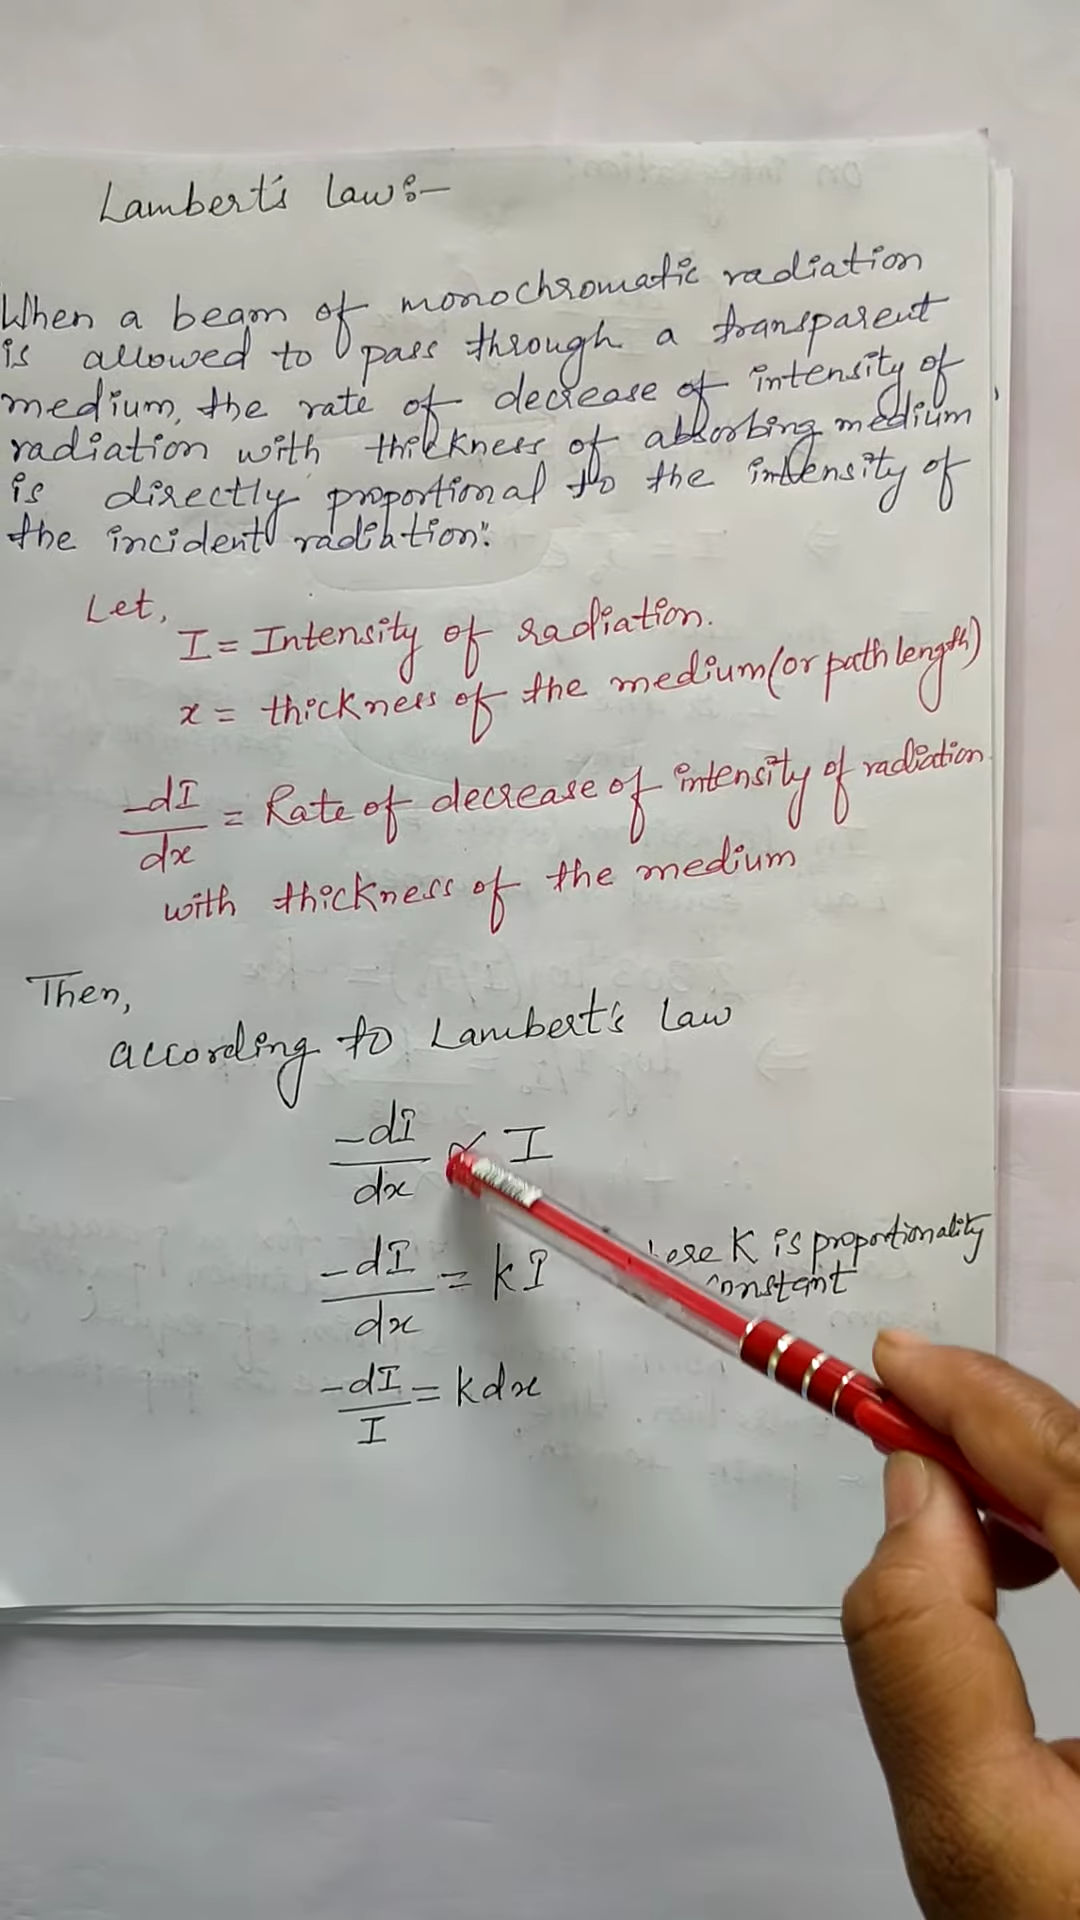 Lambert's Law:-
When a beam of monochromatic radiation
is allowed to pass through a transparent
medium, the rate of decrease of intensity of
radiation with thickness of absorbing medium
is directly proportional to the intensity of
the incident radiation".
Let,
I = Intensity of radiation.
x = thickness of the medium (or path length)
-dI/dx = Rate of decrease of intensity of radiation
with thickness of the medium
Then,
according to Lambert's Law
-dI/dx ∝ I
-dI/dx = kI
K is proportionality
-dI/I = kdx